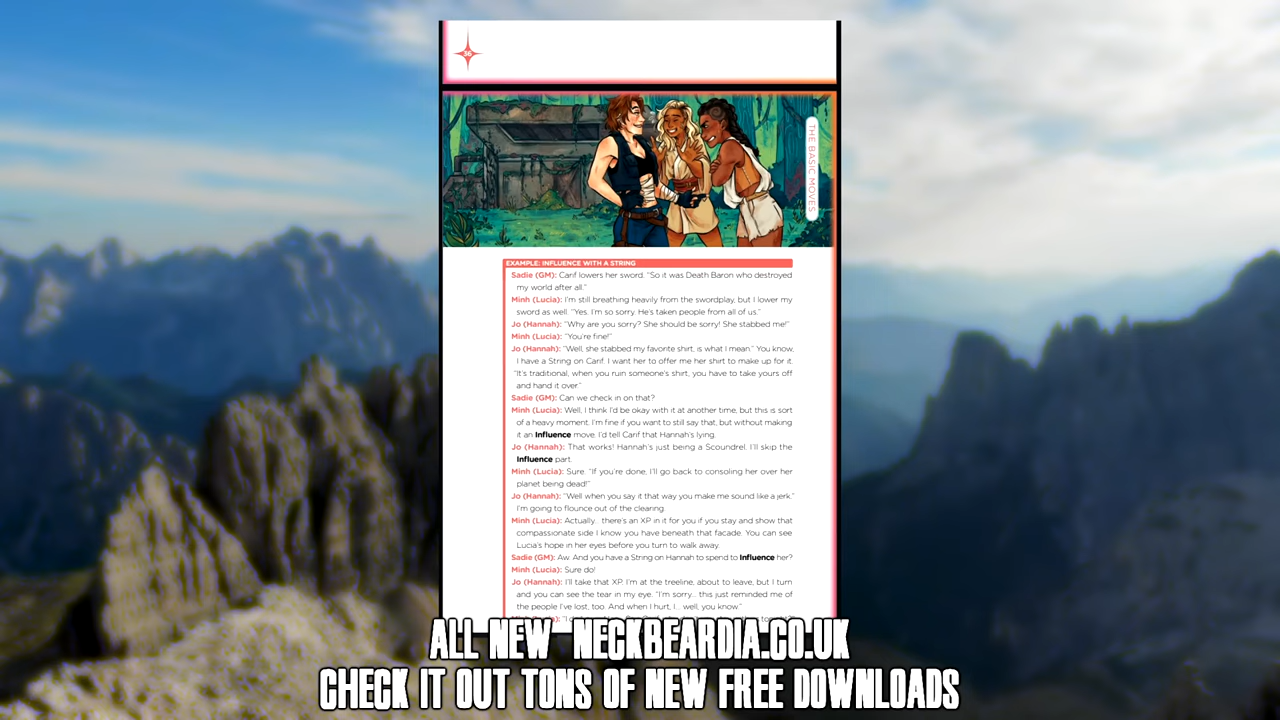 36
THE BASIC MOVES
EXAMPLE: INFLUENCE WITH A STRING
Sadie (GM): Carif lowers her sword. "So it was Death Baron who destroyed
my world after all."
Minh (Lucia): I'm still breathing heavily from the swordplay, but I lower my
sword as well. "Yes. I'm so sorry. He's taken people from all of us."
Jo (Hannah): "Why are you sorry? She should be sorry! She stabbed me!"
Minh (Lucia): "You're fine!"
Jo (Hannah): "Well, she stabbed my favorite shirt, is what I mean." You know,
I have a String on Carif. I want her to offer me her shirt to make up for it.
"It's traditional, when you ruin someone's shirt, you have to take yours off
and hand it over."
Sadie (GM): Can we check in on that?
Minh (Lucia): Well, I think I'd be okay with it at another time, but this is sort
of a heavy moment. I'm fine if you want to still say that, but without making
it an Influence move. I'd tell Carif that Hannah's lying.
Jo (Hannah): That works! Hannah's just being a Scoundrel. I'll skip the
Influence part.
Minh (Lucia): Sure. "If you're done, I'll go back to consoling her over her
planet being dead!"
Jo (Hannah): "Well when you say it that way you make me sound like a jerk."
I'm going to flounce out of the clearing.
Minh (Lucia): Actually... there's an XP in it for you if you stay and show that
compassionate side I know you have beneath that facade. You can see
Lucia's hope in her eyes before you turn to walk away.
Sadie (GM): Aw. And you have a String on Hannah to spend to Influence her?
Minh (Lucia): Sure do!
Jo (Hannah): I'll take that XP. I'm at the treeline, about to leave, but I turn
and you can see the tear in my eye. "I'm sorry... this just reminded me of
the people I've lost, too. And when I hurt, I... well, you know."
ALL NEW NECKBEARDIA.CO.UK
CHECK IT OUT TONS OF NEW FREE DOWNLOADS